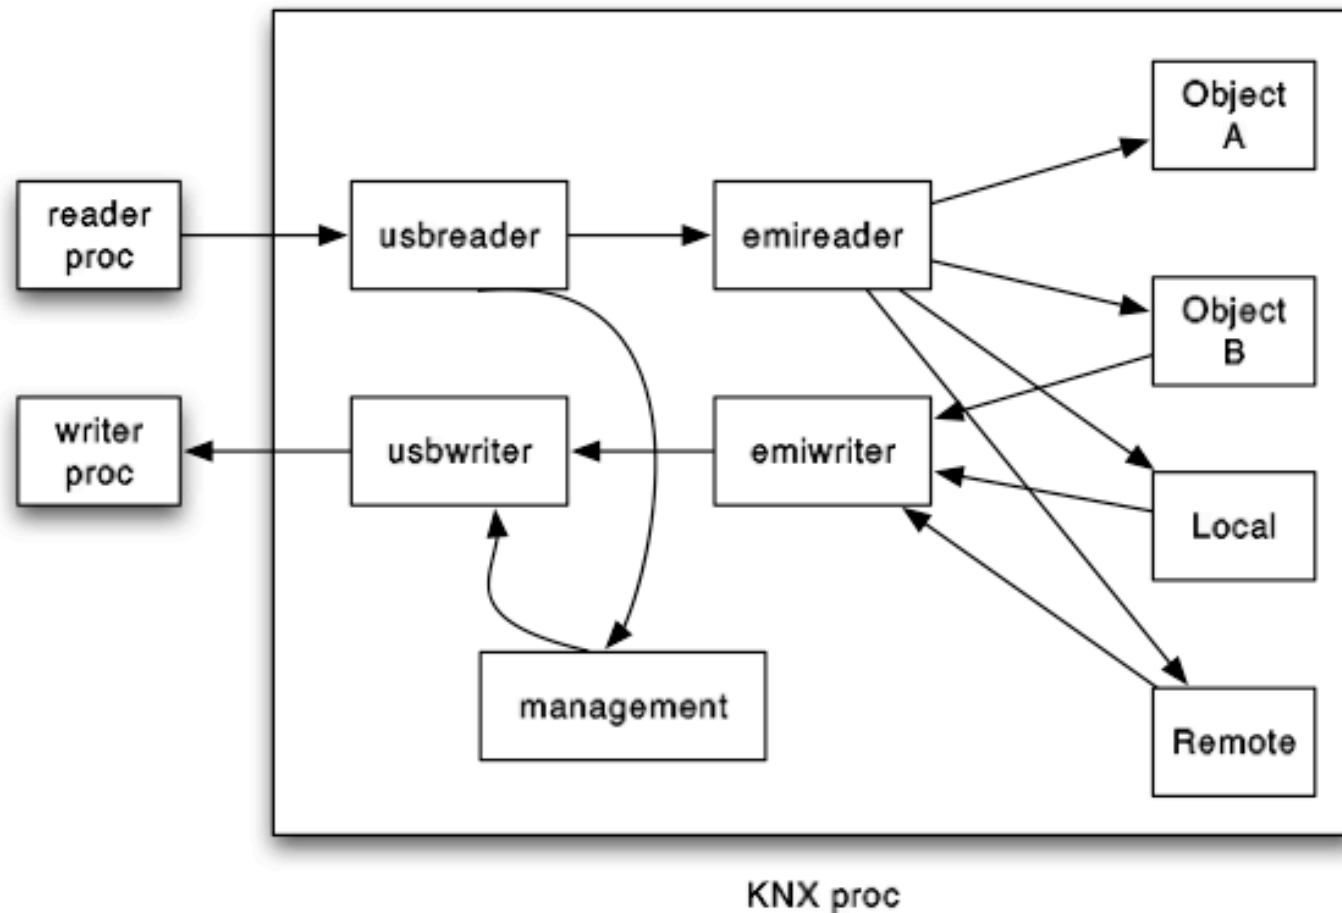 Object
A
reader
proc
usbreader
emireader
Object
B
writer
proc
usbwriter
emiwriter
Local
management
Remote
KNX proc